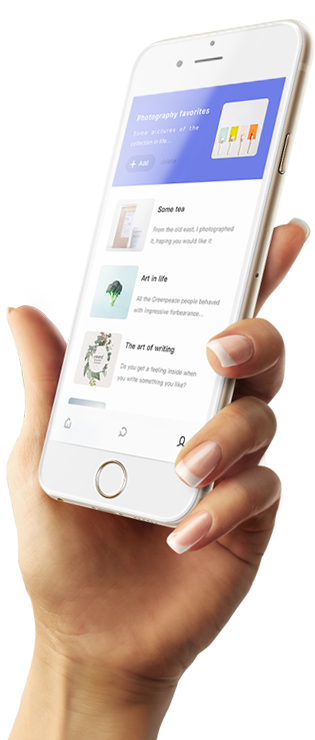 Photography favorites
Some pictures of the
collection in life...
+ Add
Some tea
From the old east, I photographed
it, hoping you would like it
Art in life
All the Greenpeace people behaved
with impressive forbearance...
The art of writing
Do you get a feeling inside when
you write something you like?